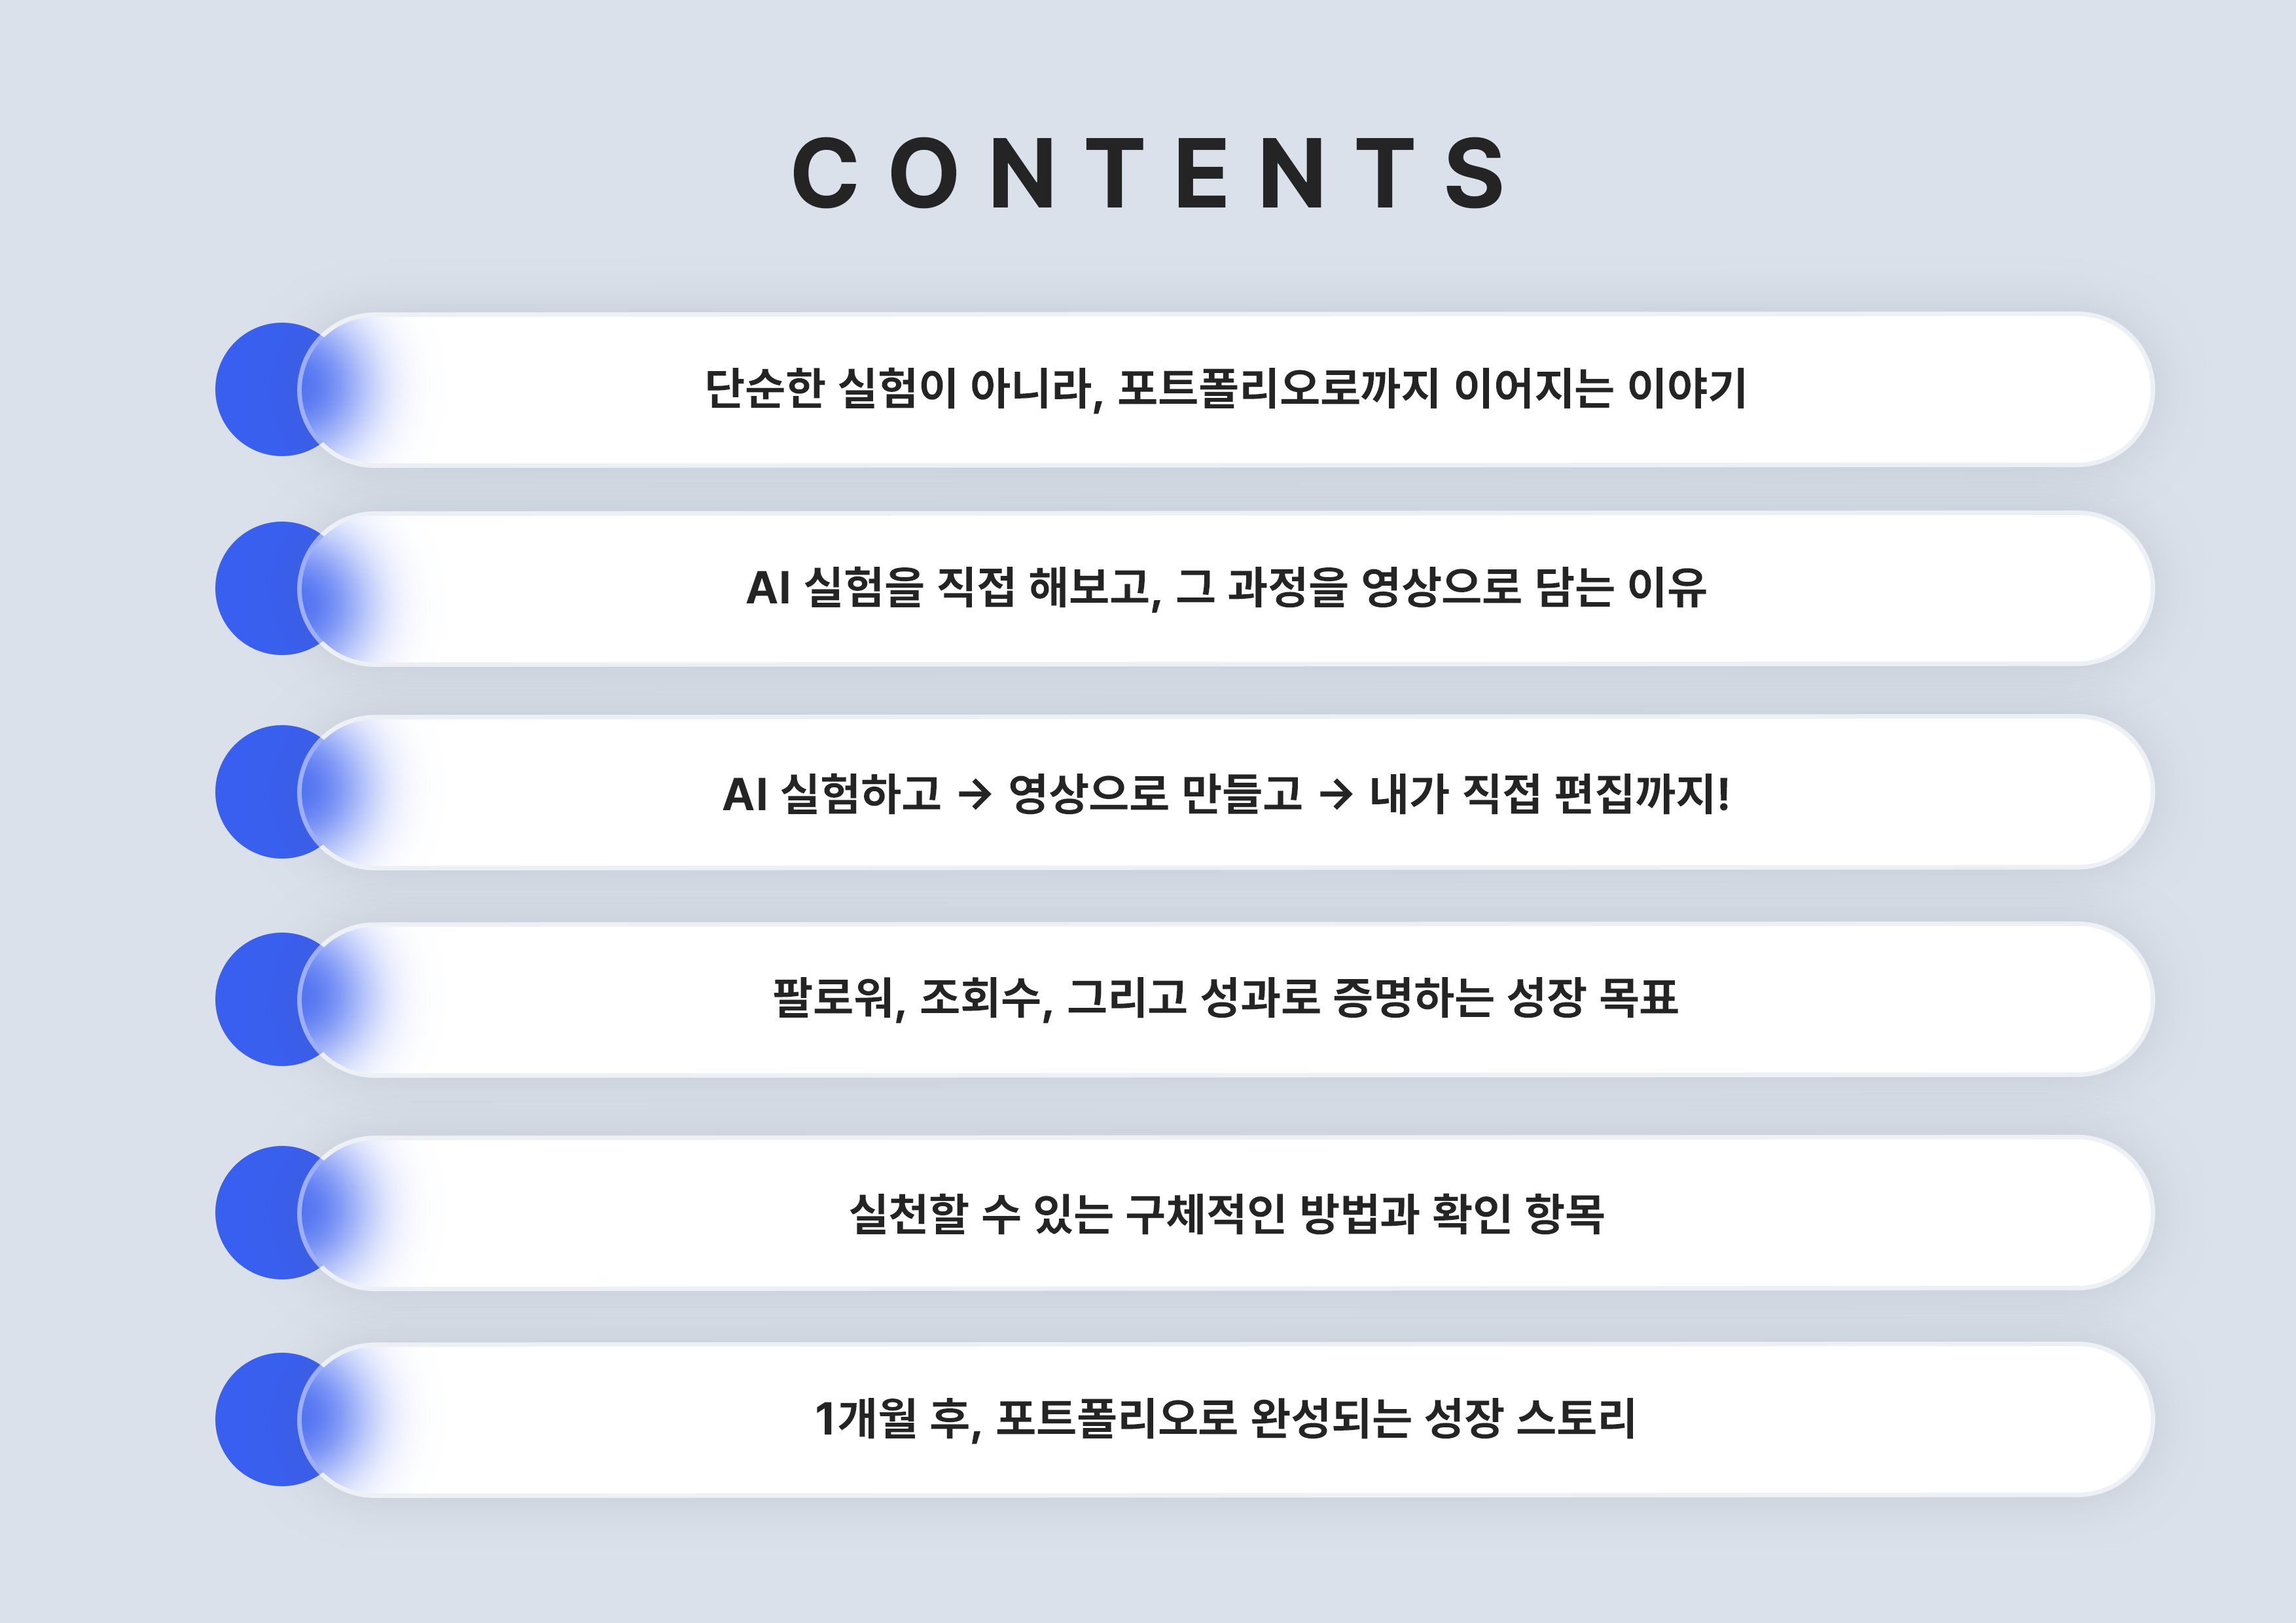 CONTENTS
단순한 실험이 아니라, 포트폴리오로까지 이어지는 이야기
AI 실험을 직접 해보고, 그 과정을 영상으로 담는 이유
AI 실험하고 → 영상으로 만들고 → 내가 직접 편집까지!
팔로워, 조회수, 그리고 성과로 증명하는 성장 목표
실천할 수 있는 구체적인 방법과 확인 항목
1개월 후, 포트폴리오로 완성되는 성장 스토리